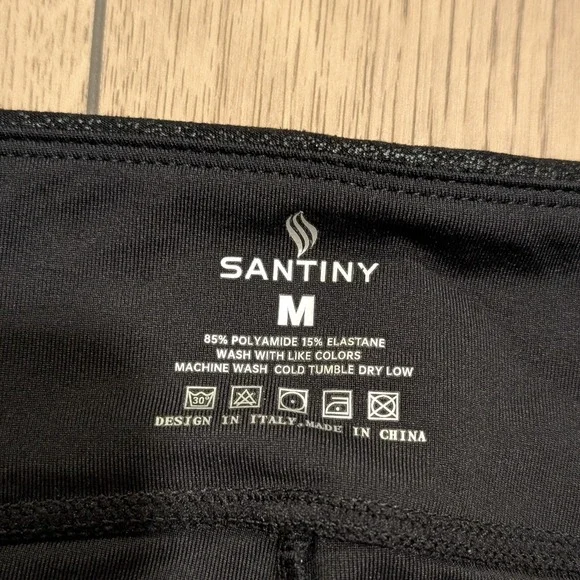 SANTINY
M
85% POLYAMIDE 15% ELASTANE
WASH WITH LIKE COLORS
MACHINE WASH COLD TUMBLE DRY LOW
30°
DESIGN IN ITALY.MADE IN CHINA